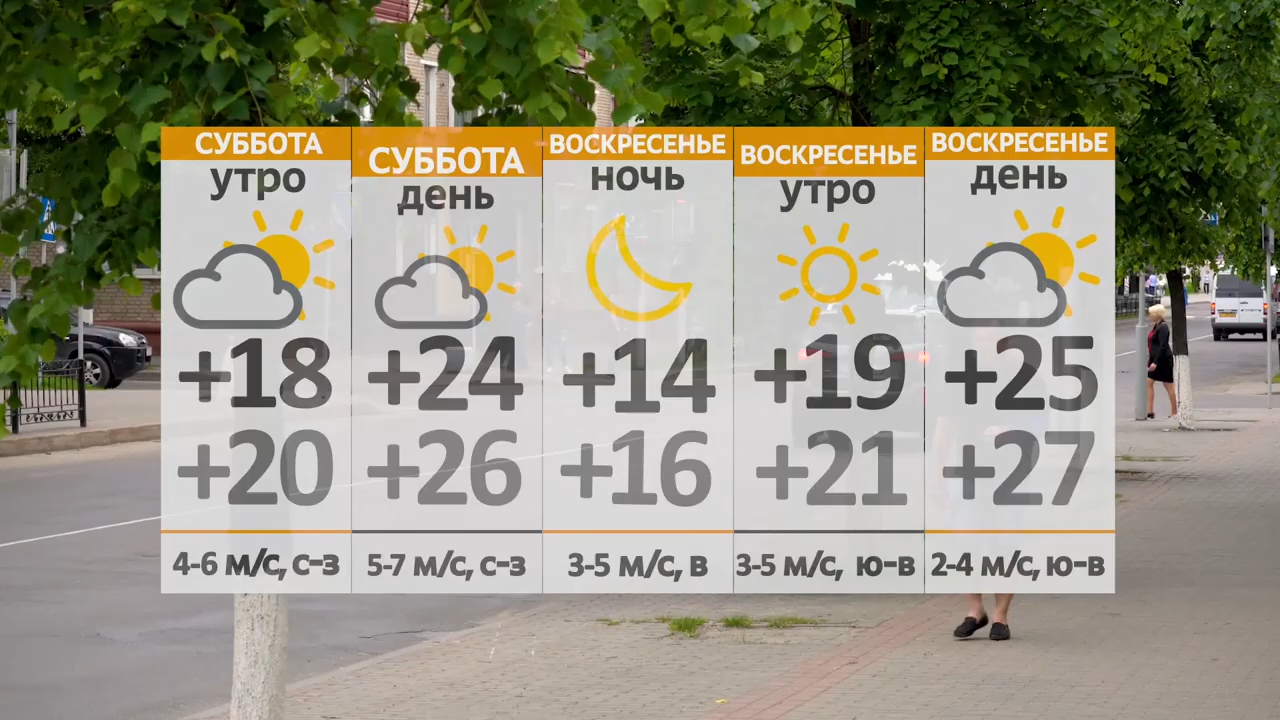 СУББОТА
утро
+18
+20
4-6 м/с, с-з
СУББОТА
день
+24
+26
5-7 м/с, с-з
ВОСКРЕСЕНЬЕ
ночь
+14
+16
3-5 м/с, в
ВОСКРЕСЕНЬЕ
утро
+19
+21
3-5 м/с, ю-в
ВОСКРЕСЕНЬЕ
день
+25
+27
2-4 м/с, ю-в